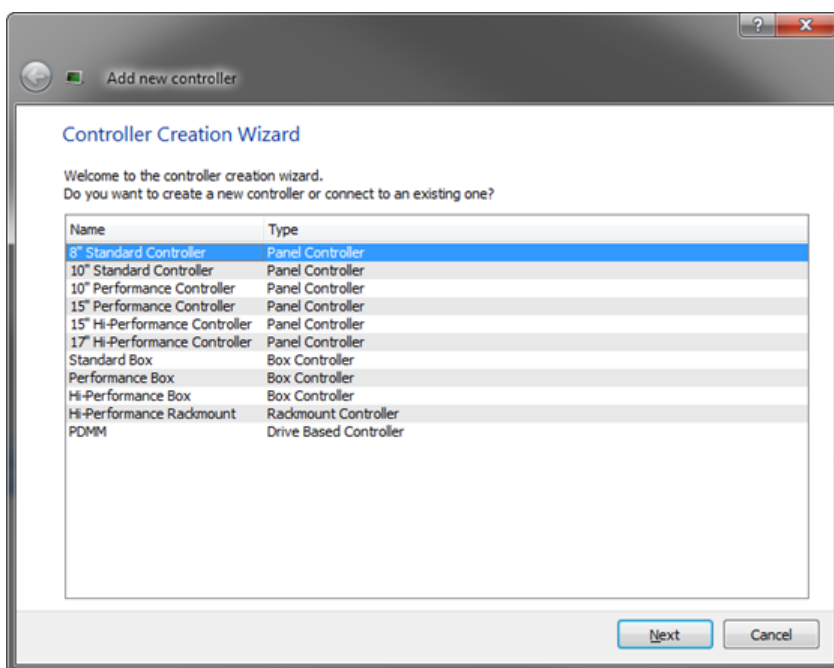 ?
Add new controller
Controller Creation Wizard
Welcome to the controller creation wizard.
Do you want to create a new controller or connect to an existing one?
Name Type
8" Standard Controller Panel Controller
10" Standard Controller Panel Controller
10" Performance Controller Panel Controller
15" Performance Controller Panel Controller
15" Hi-Performance Controller Panel Controller
17" Hi-Performance Controller Panel Controller
Standard Box Box Controller
Performance Box Box Controller
Hi-Performance Box Box Controller
Hi-Performance Rackmount Rackmount Controller
PDMM Drive Based Controller
Next Cancel